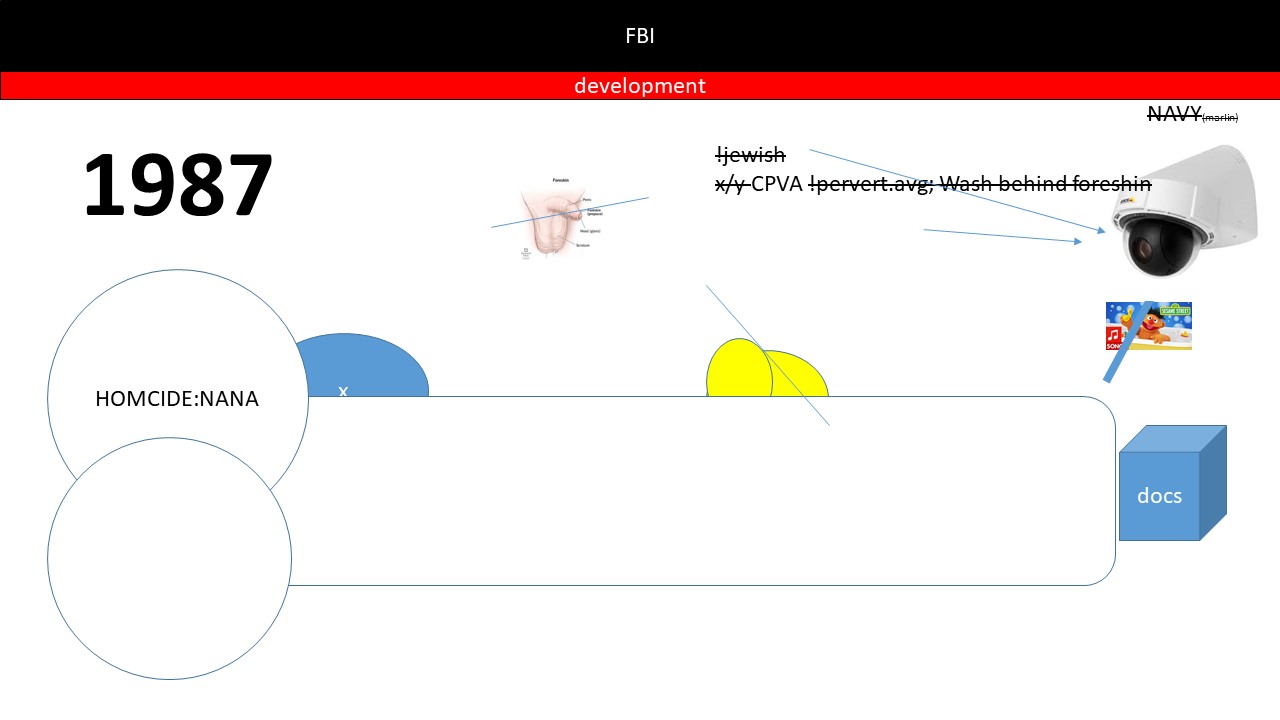 FBI
development
NAVY(marlin)
1987
!jewish
x/y CPVA !pervert.avg; Wash behind foreshin
Foreskin
Penis
Foreskin
(prepuce)
Head (glans)
Scrotum
AXIS
SESAME STREET
SONG
x
HOMCIDE:NANA
docs